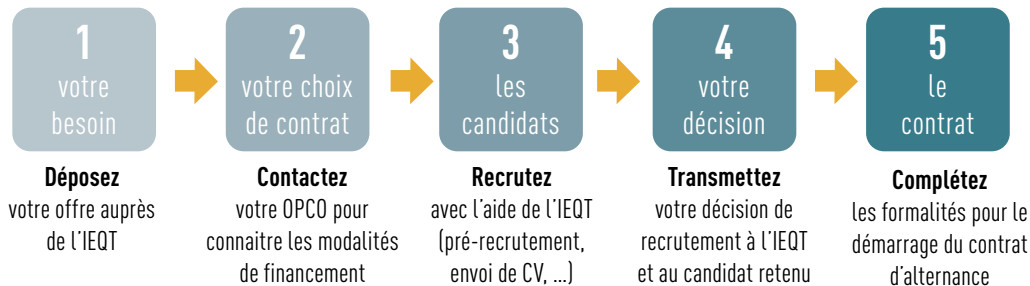 1
votre
besoin
2
votre choix
de contrat
3
les
candidats
4
votre
décision
5
le
contrat
Déposez
votre offre auprès
de l'IEQT
Contactez
votre OPCO pour
connaitre les modalités
de financement
Recrutez
avec l'aide de l'IEQT
(pré-recrutement,
envoi de CV, ...)
Transmettez
votre décision de
recrutement à l'IEQT
et au candidat retenu
Complétez
les formalités pour le
démarrage du contrat
d'alternance